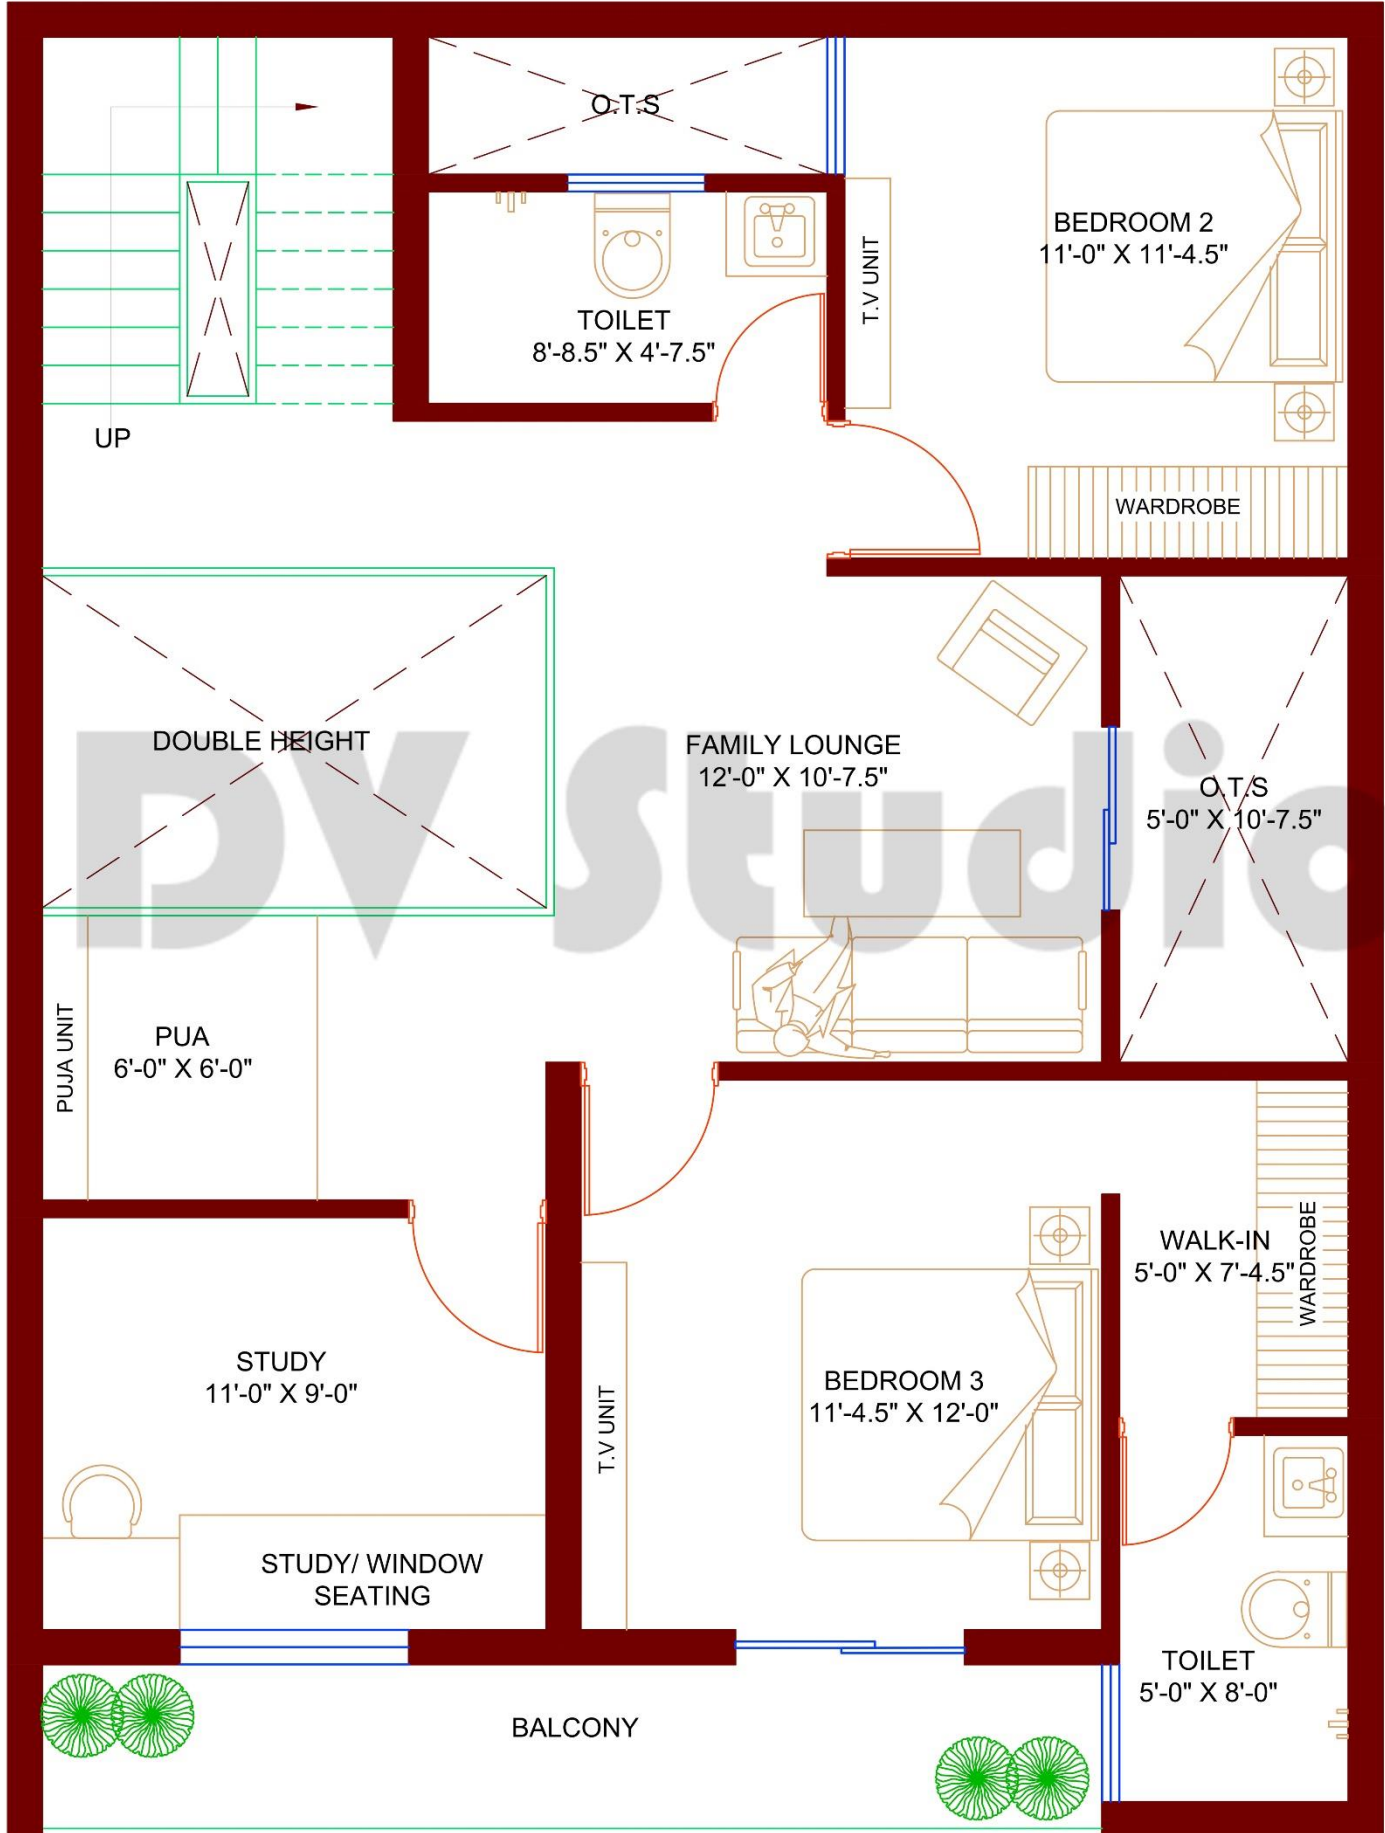 O.T.S
BEDROOM 2
11'-0" X 11'-4.5"
T.V UNIT
TOILET
8'-8.5" X 4'-7.5"
UP
WARDROBE
DOUBLE HEIGHT
FAMILY LOUNGE
12'-0" X 10'-7.5"
O.T.S
5'-0" X 10'-7.5"
DV Studio
PUJA UNIT
PUA
6'-0" X 6'-0"
WALK-IN
5'-0" X 7'-4.5"
WARDROBE
STUDY
11'-0" X 9'-0"
BEDROOM 3
11'-4.5" X 12'-0"
T.V UNIT
STUDY/ WINDOW
SEATING
TOILET
5'-0" X 8'-0"
BALCONY